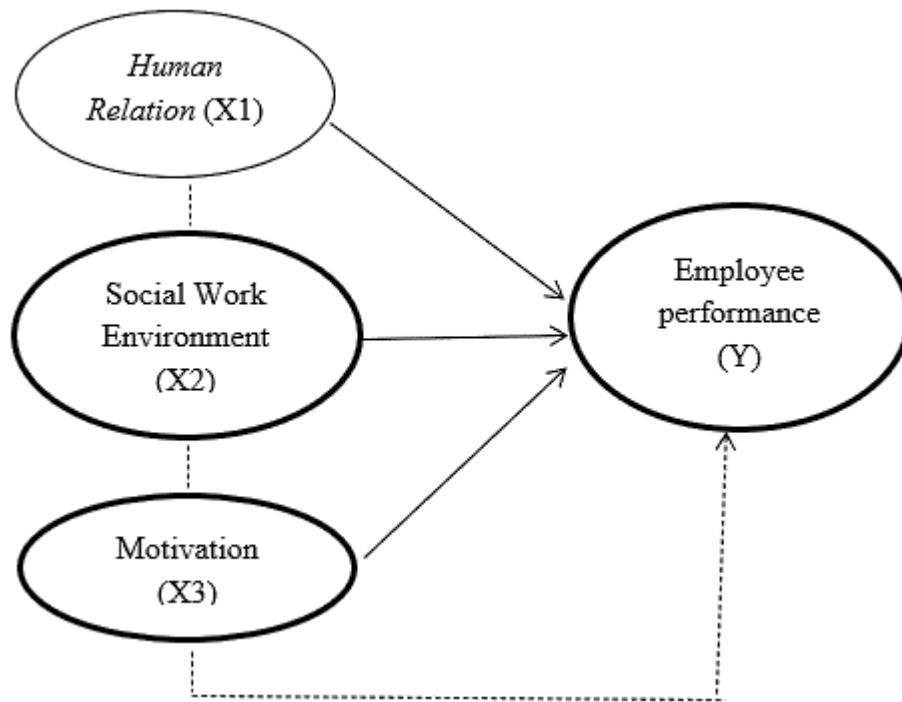 Human
Relation (X1)
Social Work
Environment
(X2)
Motivation
(X3)
Employee
performance
(Y)